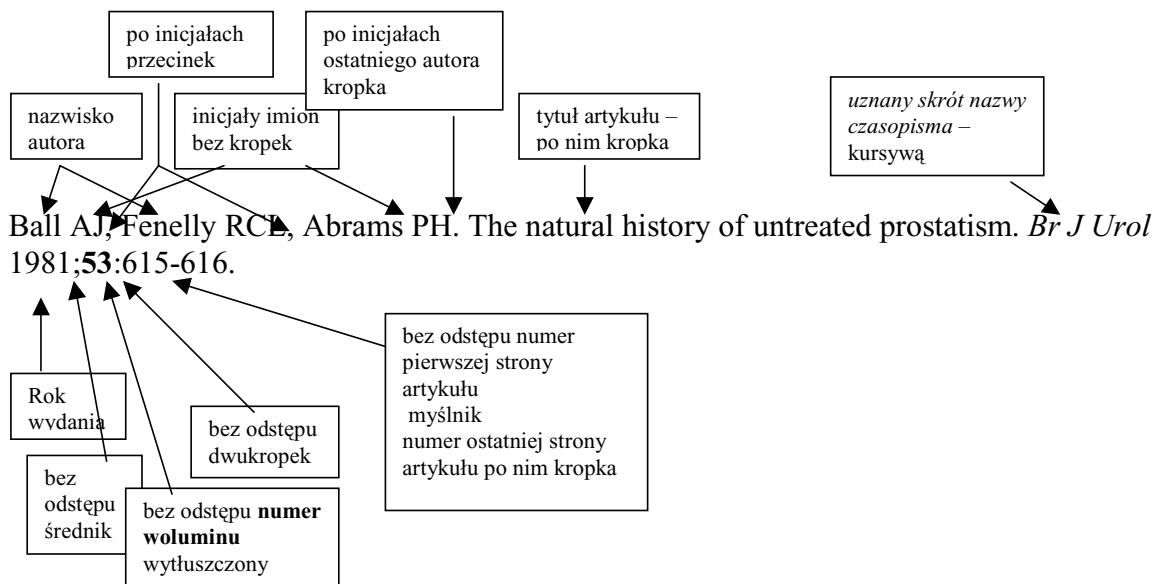 po inicjałach
przecinek
po inicjałach
ostatniego autora
kropka
nazwisko
autora
inicjały imion
bez kropek
tytuł artykułu –
po nim kropka
uznany skrót nazwy
czasopisma –
kursywą
Ball AJ, Fenelly RCL, Abrams PH. The natural history of untreated prostatism. Br J Urol
1981;53:615-616.
Rok
wydania
bez
odstępu
średnik
bez odstępu numer
woluminu
wytłuszczony
bez odstępu
dwukropek
bez odstępu numer
pierwszej strony
artykułu
myślnik
numer ostatniej strony
artykułu po nim kropka